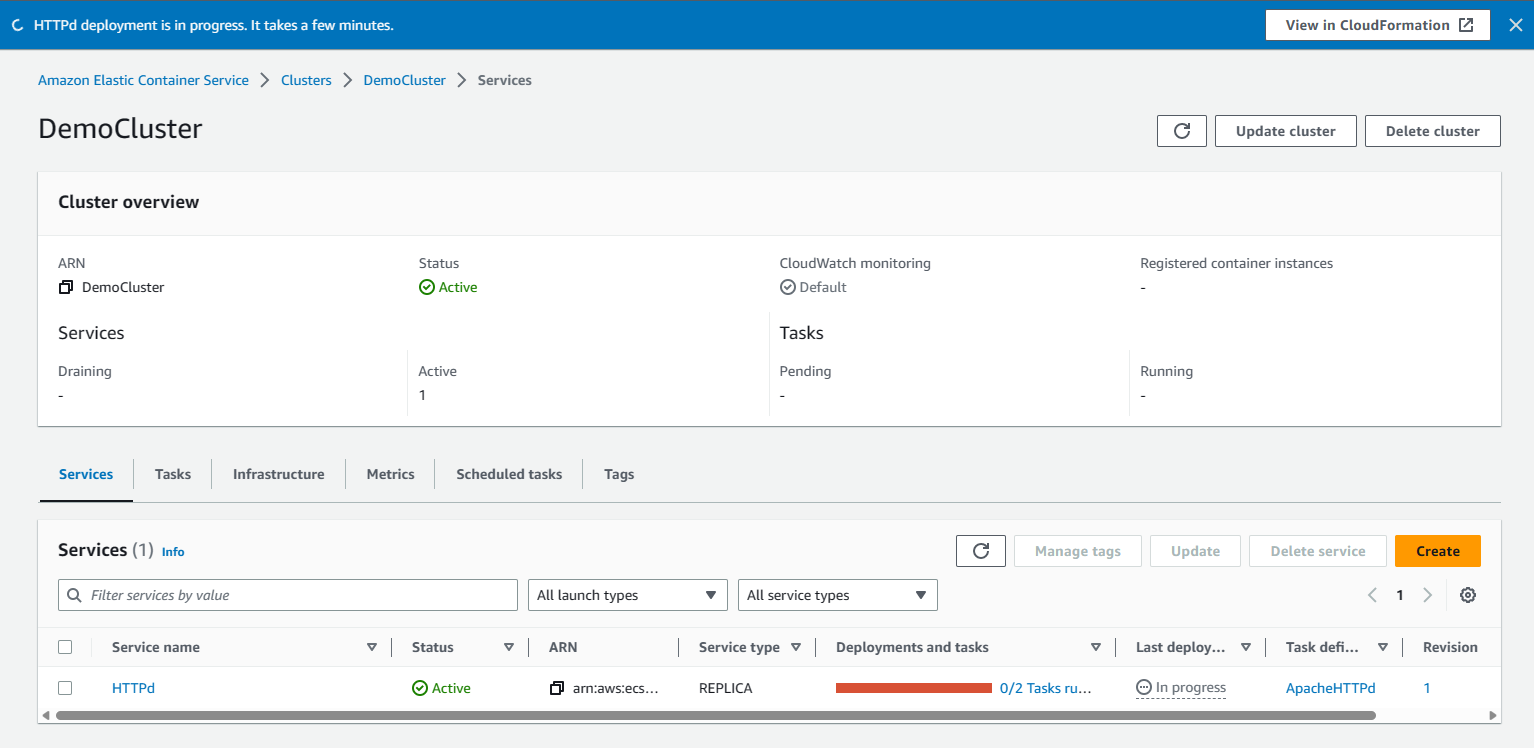 HTTPd deployment is in progress. It takes a few minutes.
View in CloudFormation
Amazon Elastic Container Service > Clusters > DemoCluster > Services
DemoCluster
Update cluster
Delete cluster
Cluster overview
ARN
DemoCluster
Status
Active
CloudWatch monitoring
Default
Registered container instances
-
Services
Draining
-
Active
1
Tasks
Pending
-
Running
-
Services
Tasks
Infrastructure
Metrics
Scheduled tasks
Tags
Services (1) Info
Manage tags
Update
Delete service
Create
Filter services by value
All launch types
All service types
1
Service name
Status
ARN
Service type
Deployments and tasks
Last deploy...
Task defi...
Revision
HTTPd
Active
arn:aws:ecs...
REPLICA
0/2 Tasks ru...
In progress
ApacheHTTPd
1